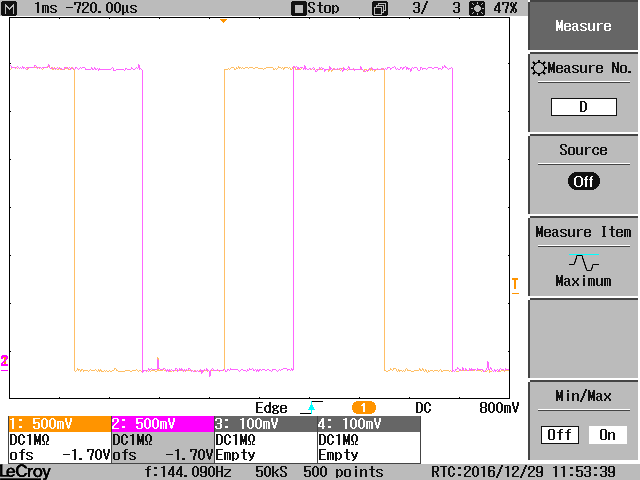 M 1ms -720.00µs Stop 3/ 3 47%
Measure
Measure No.
D
Source
Off
Measure Item
Maximum
T
2
Min/Max
Off On
Edge 1 DC 800mV
1: 500mV 2: 500mV 3: 100mV 4: 100mV
DC1MΩ DC1MΩ DC1MΩ DC1MΩ
ofs -1.70V ofs -1.70V Empty Empty
LeCroy f:144.090Hz 50kS 500 points RTC:2016/12/29 11:53:39